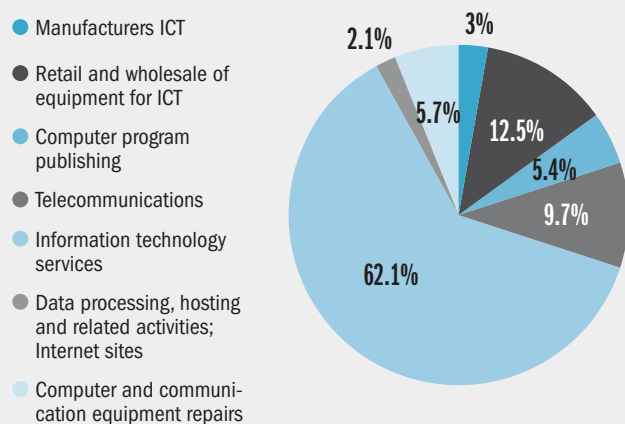 Manufacturers ICT
Retail and wholesale of
equipment for ICT
Computer program
publishing
Telecommunications
Information technology
services
Data processing, hosting
and related activities;
Internet sites
Computer and communi-
cation equipment repairs
3%
12.5%
5.4%
9.7%
62.1%
2.1%
5.7%